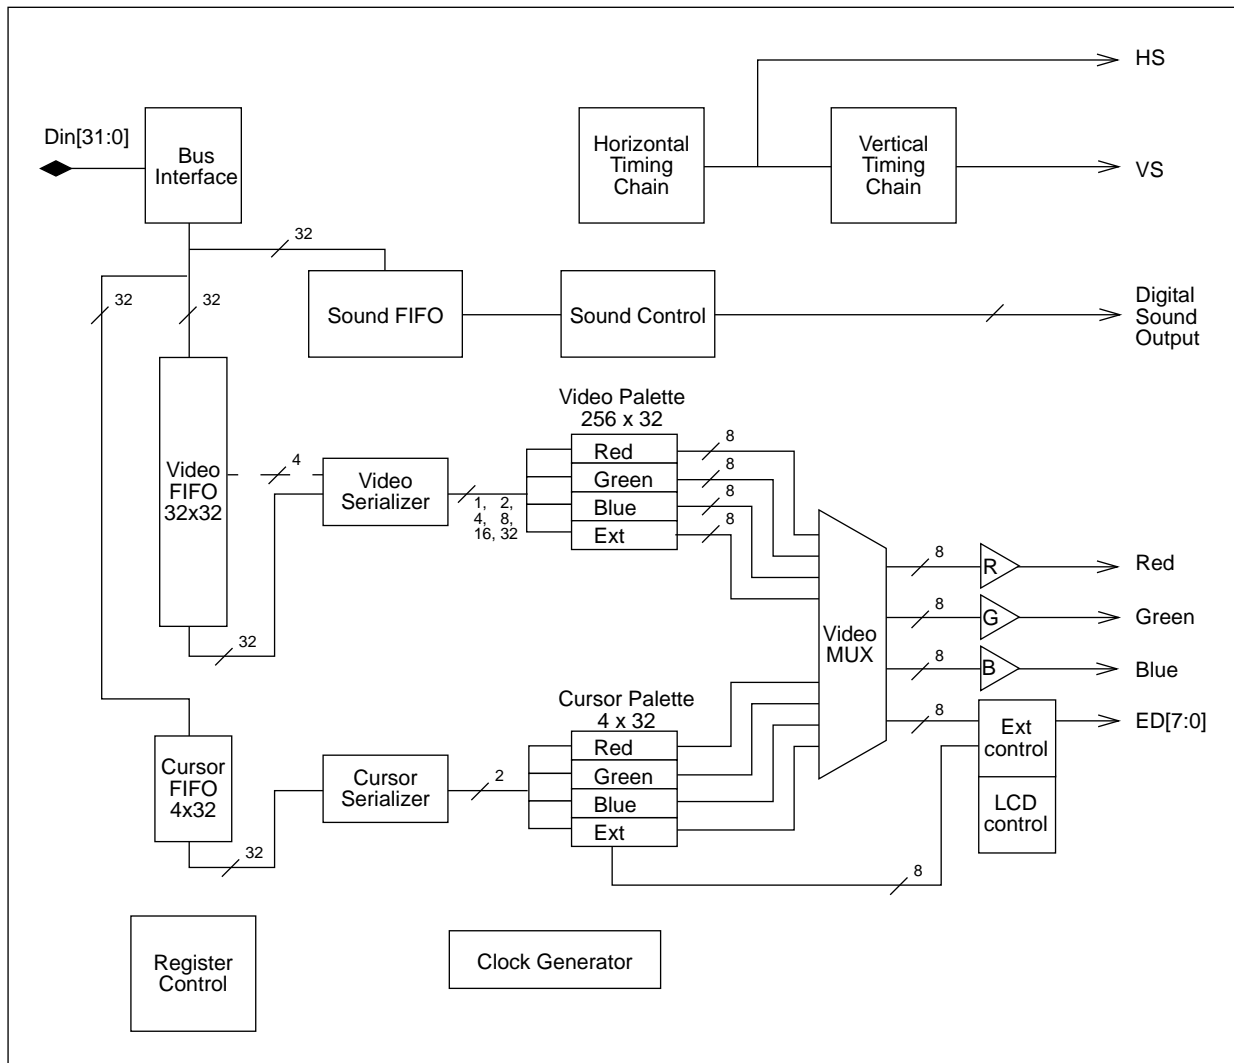 HS
Din[31:0]
Bus
Interface
Horizontal
Timing
Chain
Vertical
Timing
Chain
VS
32
32
32
Sound FIFO
Sound Control
Digital
Sound
Output
Video Palette
256 x 32
Video
FIFO
32x32
4
Video
Serializer
1, 2,
4, 8,
16, 32
Red
Green
Blue
Ext
8
8
8
8
32
Video
MUX
8
R
Red
8
G
Green
8
B
Blue
8
Ext
control
ED[7:0]
LCD
control
Cursor Palette
4 x 32
Cursor
FIFO
4x32
Cursor
Serializer
2
Red
Green
Blue
Ext
32
8
Register
Control
Clock Generator